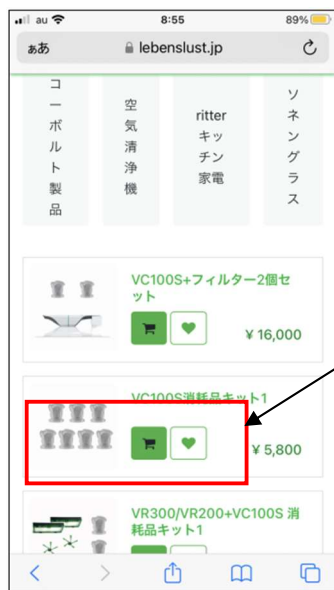 au
8:55
89%
ああ
lebenslust.jp
コーボルト製品
空気清浄機
ritter
キッ
チン
家電
ソネングラス
VC100S+フィルター2個セ
ット
¥ 16,000
VC100S消耗品キット1
¥ 5,800
VR300/VR200+VC100S 消
耗品キット1